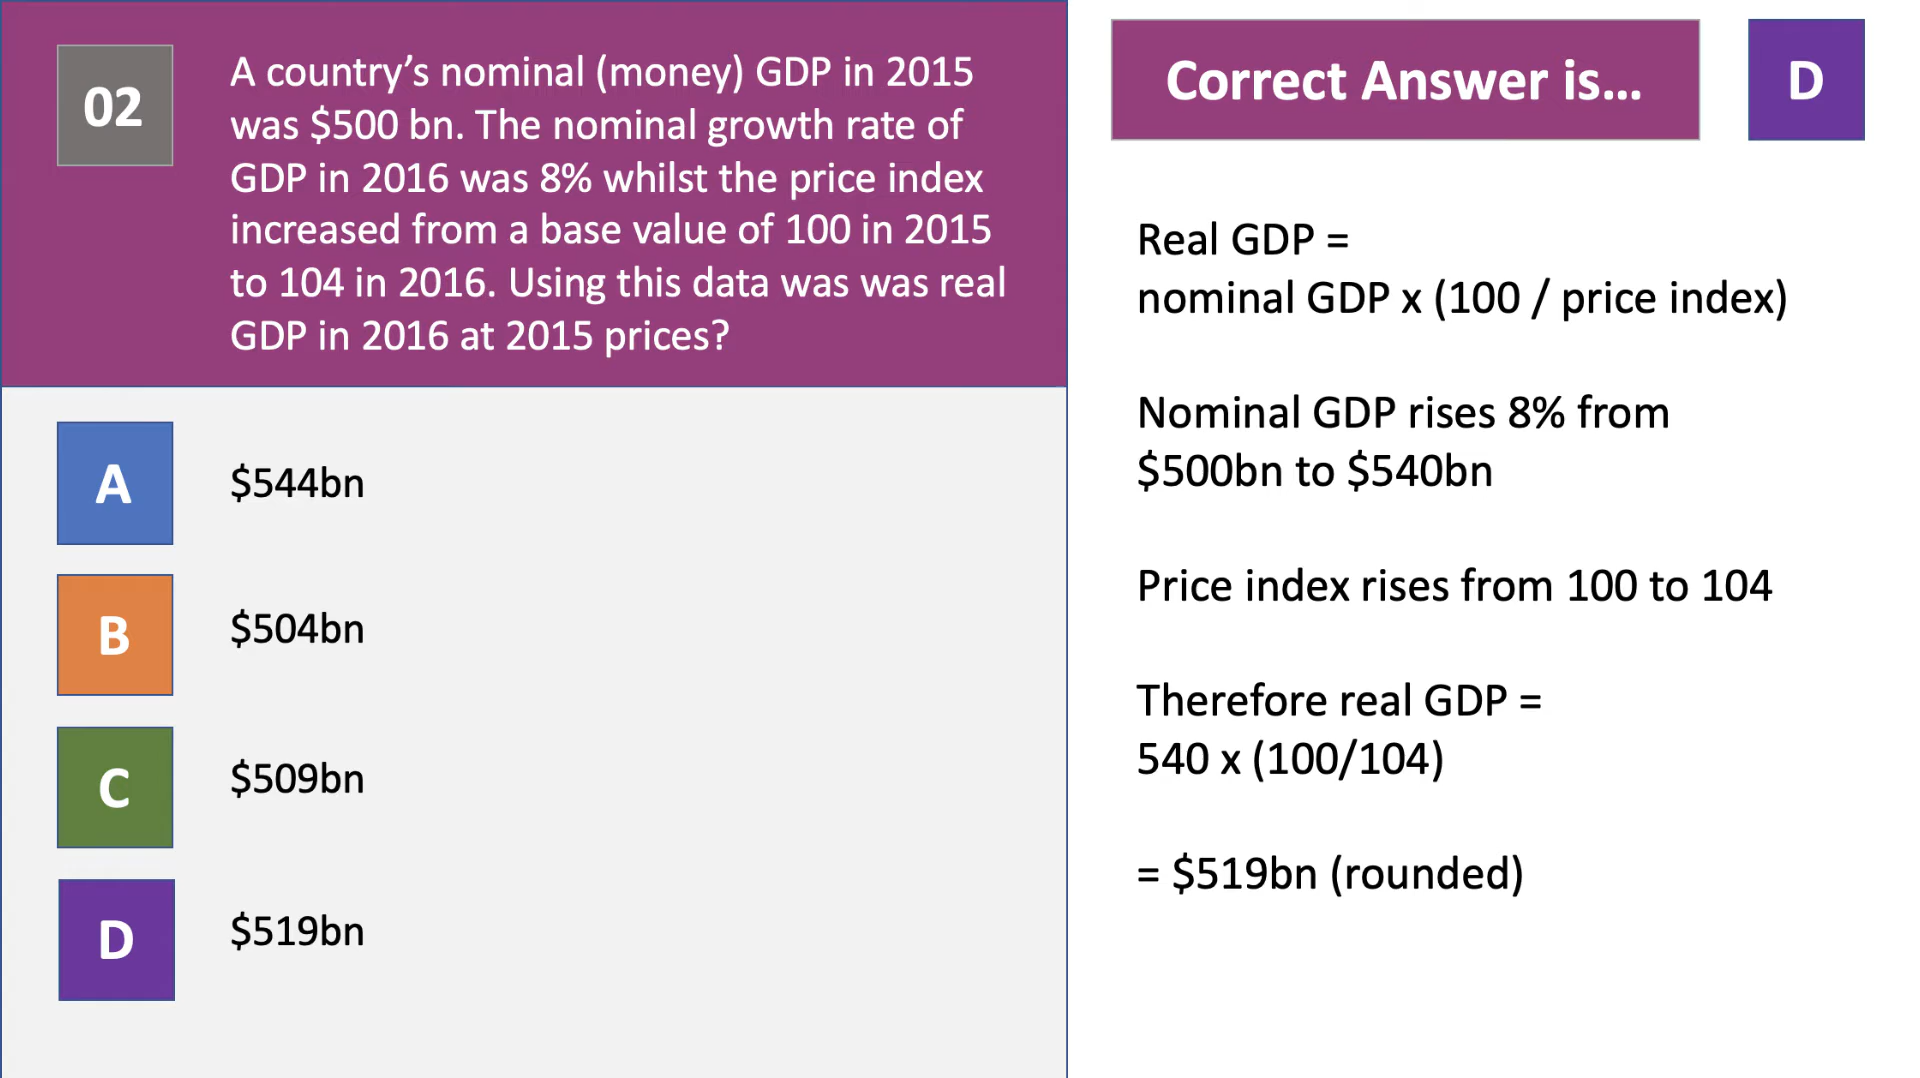 02
A country’s nominal (money) GDP in 2015
was $500 bn. The nominal growth rate of
GDP in 2016 was 8% whilst the price index
increased from a base value of 100 in 2015
to 104 in 2016. Using this data was was real
GDP in 2016 at 2015 prices?
A
$544bn
B
$504bn
C
$509bn
D
$519bn
Correct Answer is...
D
Real GDP =
nominal GDP x (100 / price index)
Nominal GDP rises 8% from
$500bn to $540bn
Price index rises from 100 to 104
Therefore real GDP =
540 x (100/104)
= $519bn (rounded)